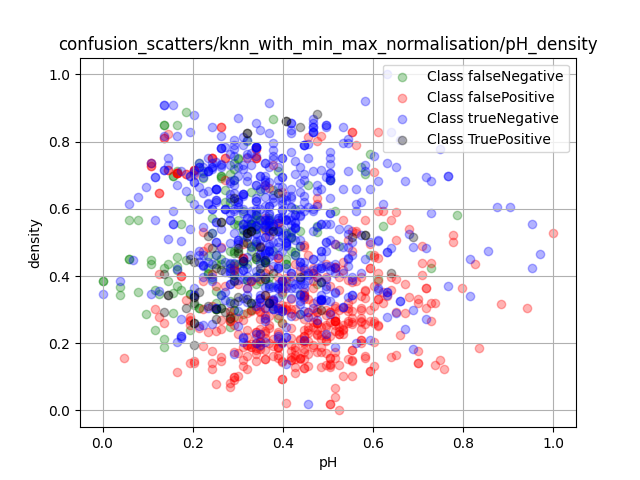 confusion_scatters/knn_with_min_max_normalisation/pH_density
Class falseNegative
Class falsePositive
Class trueNegative
Class TruePositive
density
1.0
0.8
0.6
0.4
0.2
0.0
0.0 0.2 0.4 0.6 0.8 1.0
pH